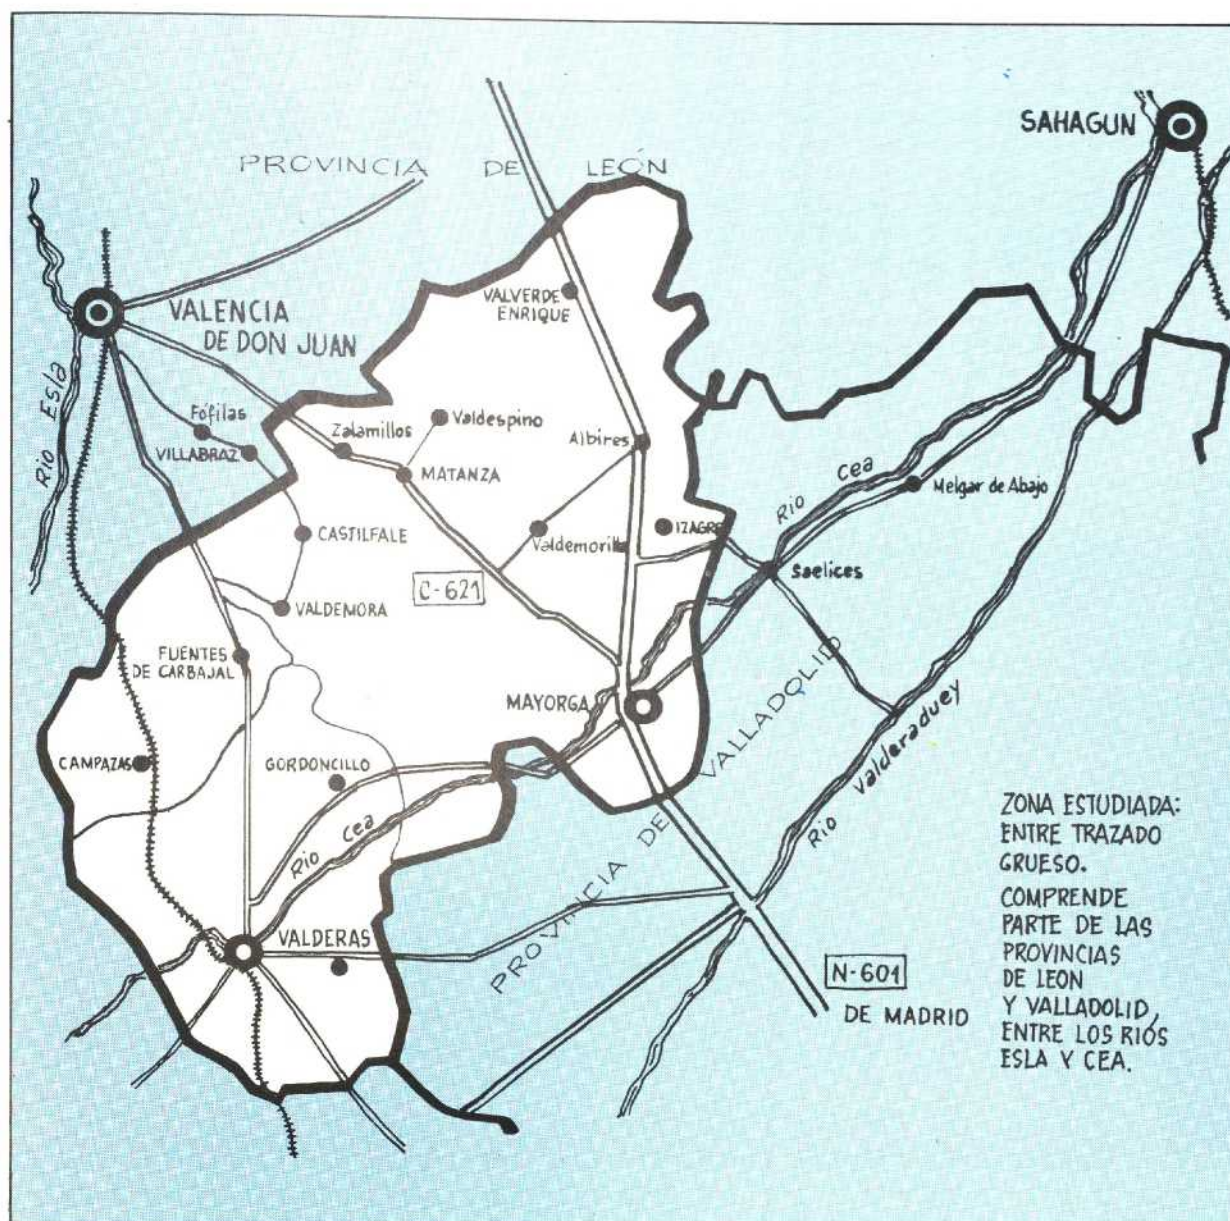 SAHAGUN
PROVINCIA DE LEÓN
VALENCIA
DE DON JUAN
VALVERDE
ENRIQUE
Rio Esla
Fófilas
VILLABRAZ
Zalamillos
Valdespino
MATANZA
Albires
Rio Cea
Melgar de Abajo
CASTILFALE
Valdemorilla
IZAGRE
Saelices
C-621
VALDEMORA
FUENTES
DE CARBAJAL
MAYORGA
CAMPAZAS
GORDONCILLO
Rio Cea
PROVINCIA DE VALLADOLID
Rio Valderaduey
VALDERAS
N-601
DE MADRID
ZONA ESTUDIADA:
ENTRE TRAZADO
GRUESO.
COMPRENDE
PARTE DE LAS
PROVINCIAS
DE LEON
Y VALLADOLID,
ENTRE LOS RIOS
ESLA Y CEA.